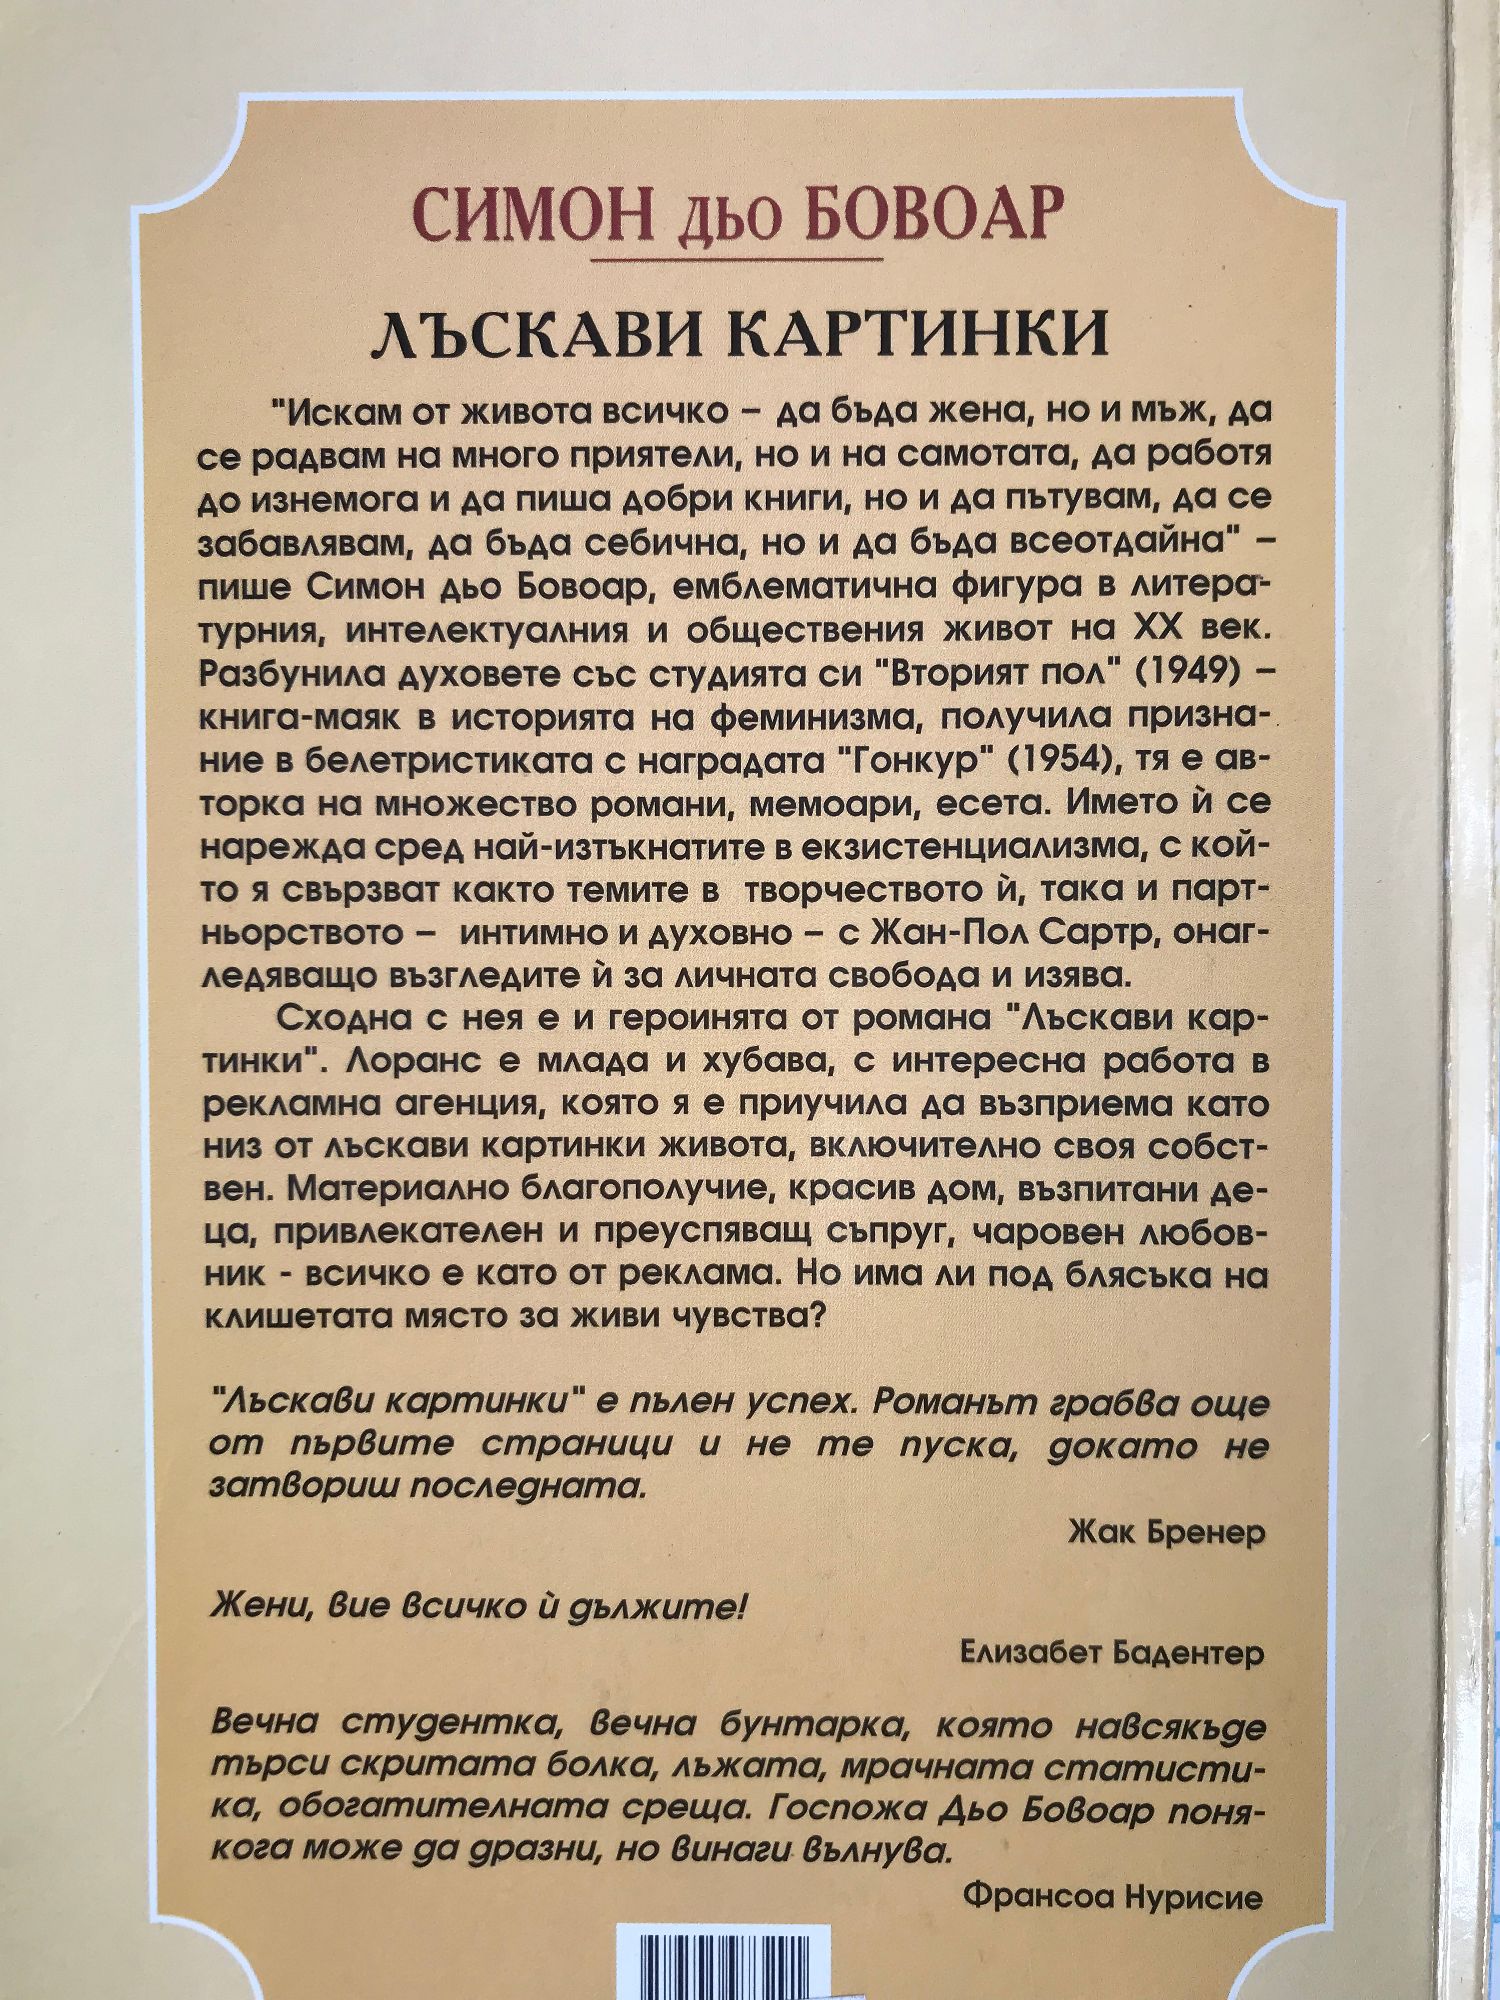 СИМОН дьо БОВОАР
ЛЪСКАВИ КАРТИНКИ
"Искам от живота всичко – да бъда жена, но и мъж, да
се радвам на много приятели, но и на самотата, да работя
до изнемога и да пиша добри книги, но и да пътувам, да се
забавлявам, да бъда себична, но и да бъда всеотдайна" –
пише Симон дьо Бовоар, емблематична фигура в литера-
турния, интелектуалния и обществения живот на XX век.
Разбунила духовете със студията си "Вторият пол" (1949) –
книга-маяк в историята на феминизма, получила призна-
ние в белетристиката с наградата "Гонкур" (1954), тя е ав-
торка на множество романи, мемоари, есета. Името ѝ се
нарежда сред най-изтъкнатите в екзистенциализма, с кой-
то я свързват както темите в творчеството ѝ, така и парт-
ньорството – интимно и духовно – с Жан-Пол Сартр, онаг-
ледяващо възгледите ѝ за личната свобода и изява.
Сходна с нея е и героинята от романа "Лъскави кар-
тинки". Лоранс е млада и хубава, с интересна работа в
рекламна агенция, която я е приучила да възприема като
низ от лъскави картинки живота, включително своя собст-
вен. Материално благополучие, красив дом, възпитани де-
ца, привлекателен и преуспяващ съпруг, чаровен любов-
ник - всичко е като от реклама. Но има ли под блясъка на
клишетата място за живи чувства?
"Лъскави картинки" е пълен успех. Романът грабва още
от първите страници и не те пуска, докато не
затвориш последната.
Жак Бренер
Жени, вие всичко ѝ дължите!
Елизабет Бадентер
Вечна студентка, вечна бунтарка, която навсякъде
търси скритата болка, лъжата, мрачната статисти-
ка, обогатителната среща. Госпожа Дьо Бовоар поня-
кога може да дразни, но винаги вълнува.
Франсоа Нурисие